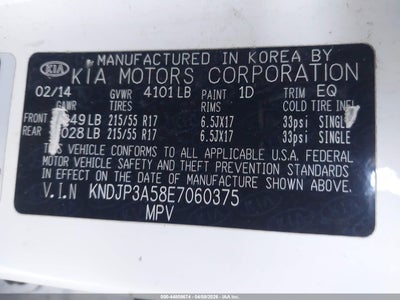 KIA
MANUFACTURED IN KOREA BY
KIA MOTORS CORPORATION
02/14 GVWR 4101 LB PAINT 1D TRIM EQ
GAWR TIRES RIMS COLD TIRE INFL
FRONT 949 LB 215/55 R17 6.5JX17 33psi SINGLE
REAR 028 LB 215/55 R17 6.5JX17 33psi SINGLE
THIS VEHICLE CONFORMS TO ALL APPLICABLE U.S.A. FEDERAL
MOTOR VEHICLE SAFETY AND THEFT PREVENTION STANDARDS
IN EFFECT ON THE DATE OF MANUFACTURE SHOWN ABOVE.
V.I.N KNDJP3A58E7060375
MPV